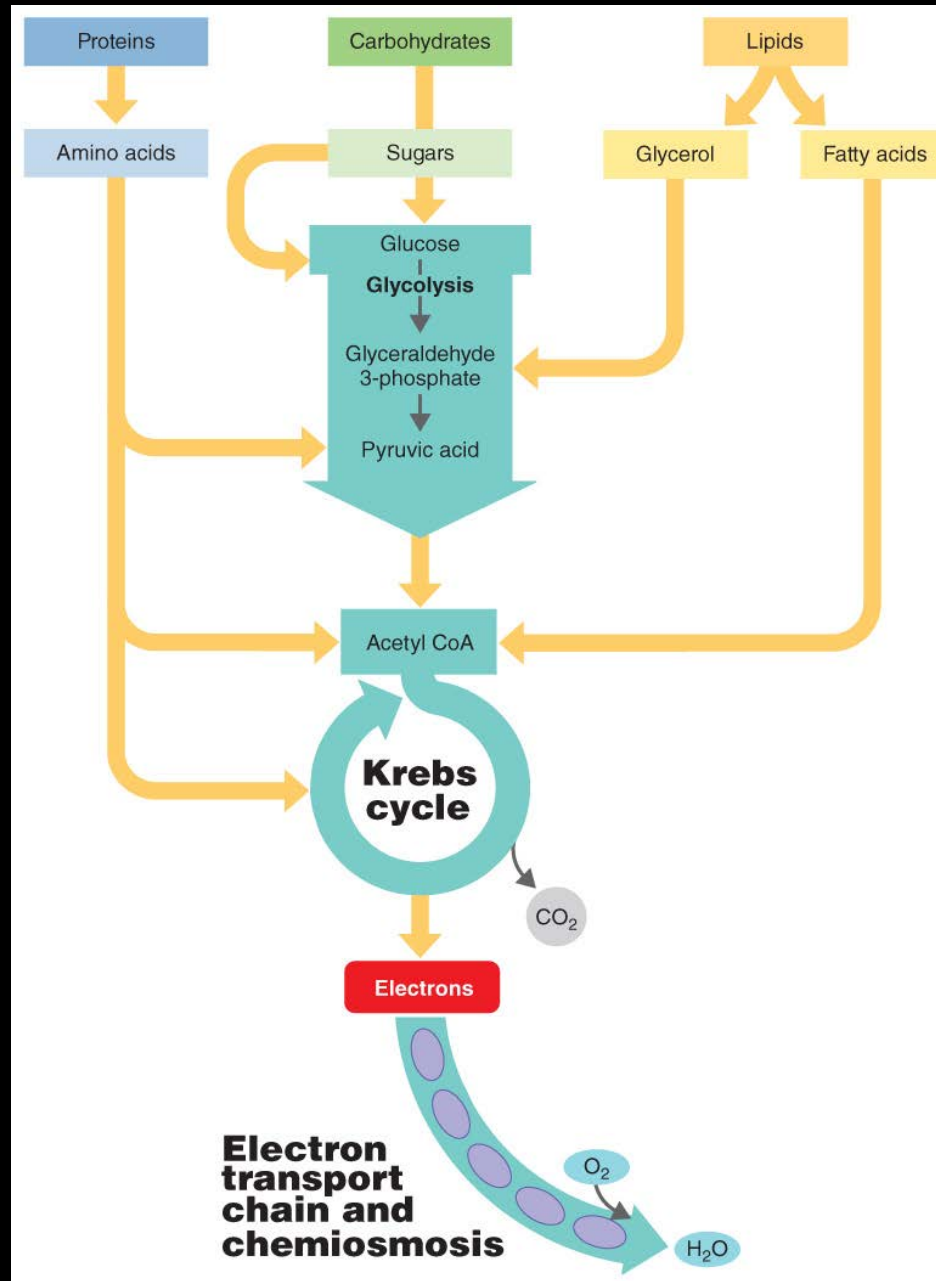 Proteins
Carbohydrates
Lipids
Amino acids
Sugars
Glycerol
Fatty acids
Glucose
Glycolysis
Glyceraldehyde
3-phosphate
Pyruvic acid
Acetyl CoA
Krebs
cycle
CO₂
Electrons
Electron
transport
chain and
chemiosmosis
O₂
H₂O